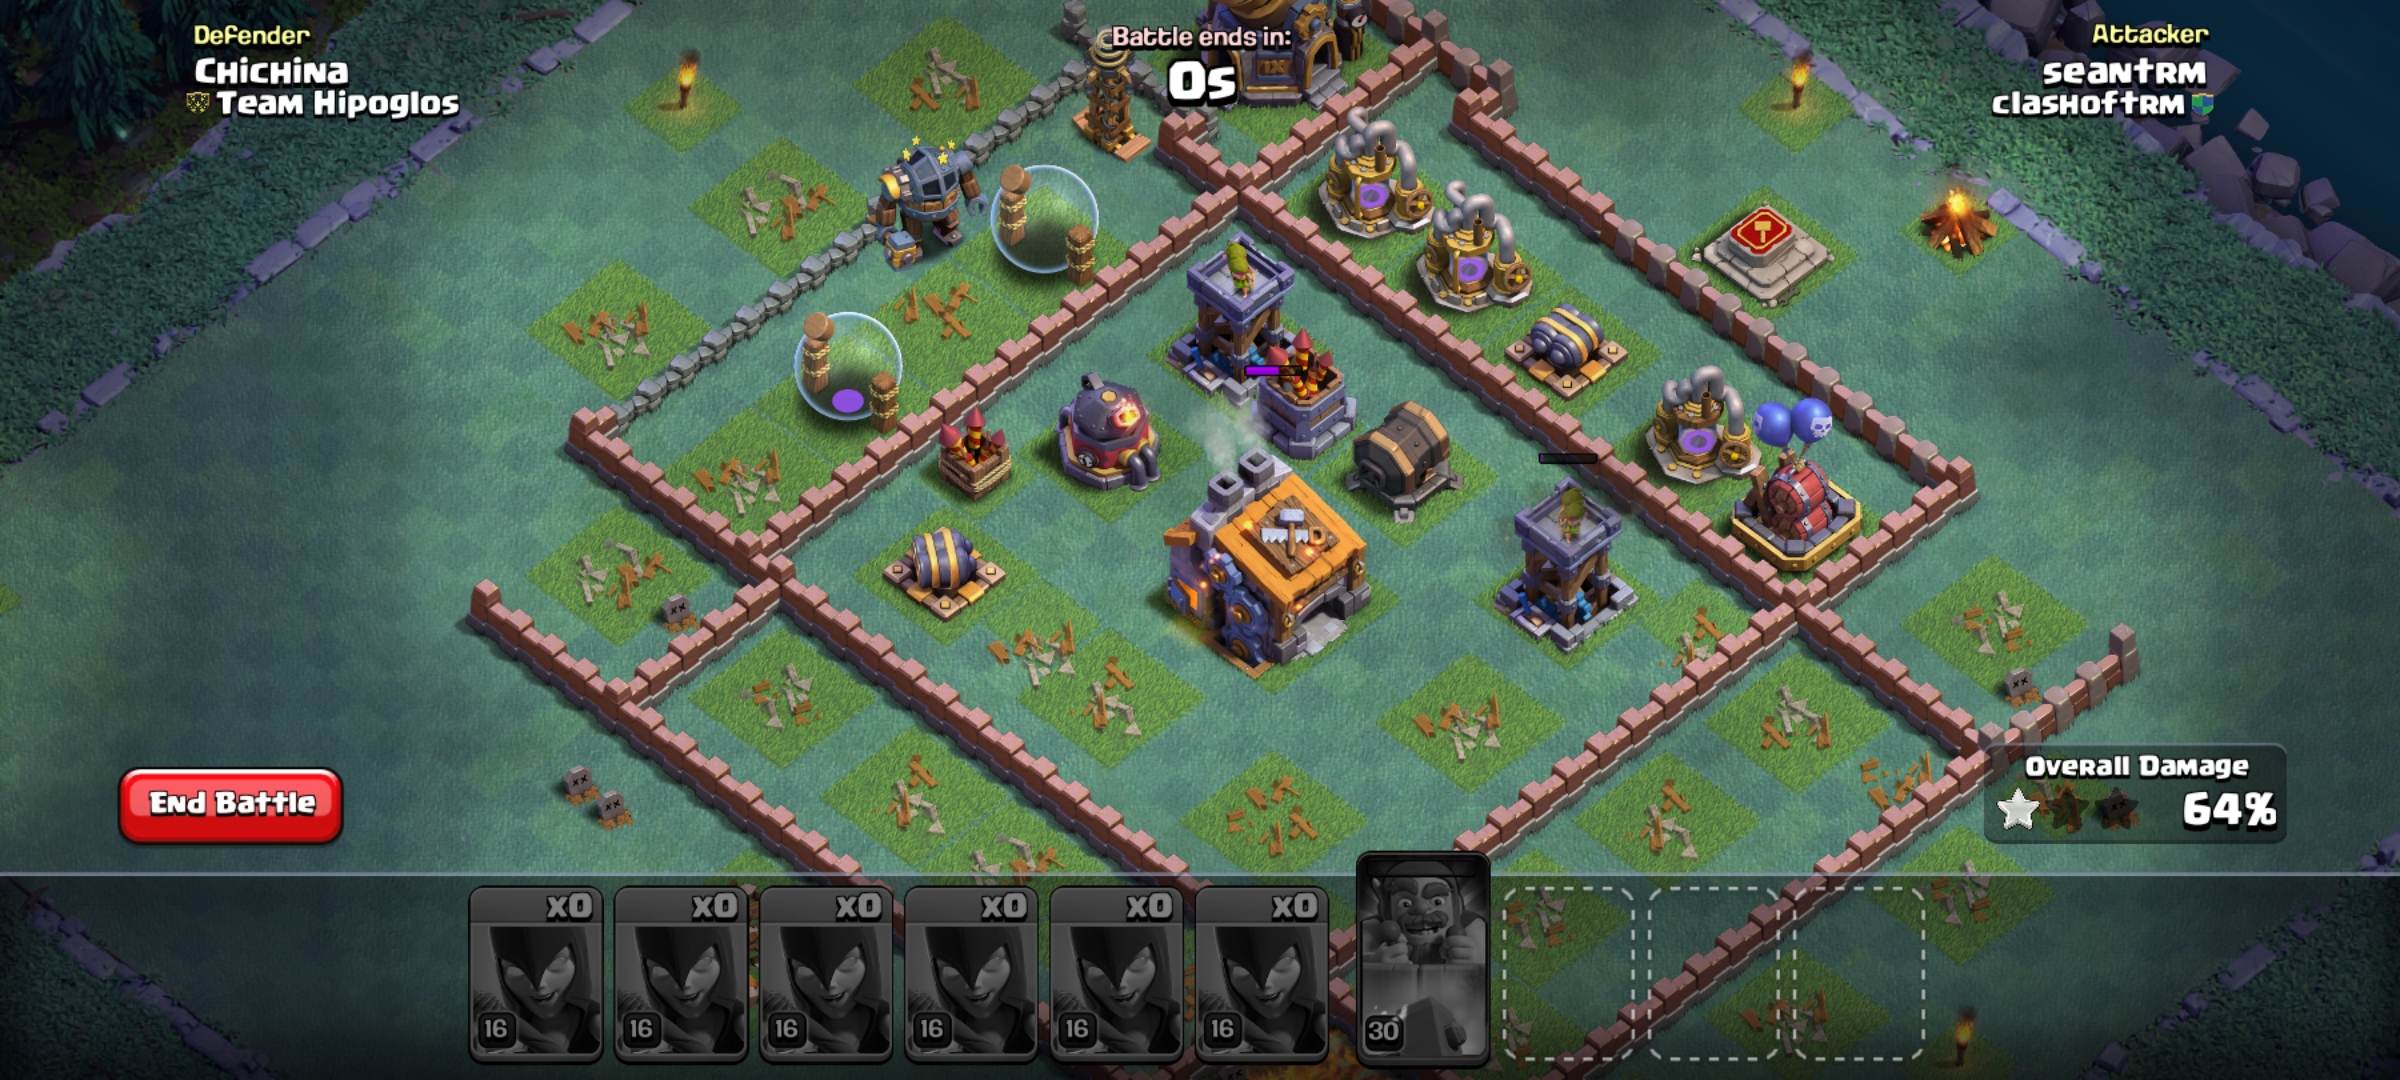 Defender
Chichina
Team Hipoglos
Battle ends in:
0s
Attacker
seantRM
clashoftRM
IX
End Battle
Overall Damage
64%
x0
x0
x0
x0
x0
x0
16
16
16
16
16
16
30